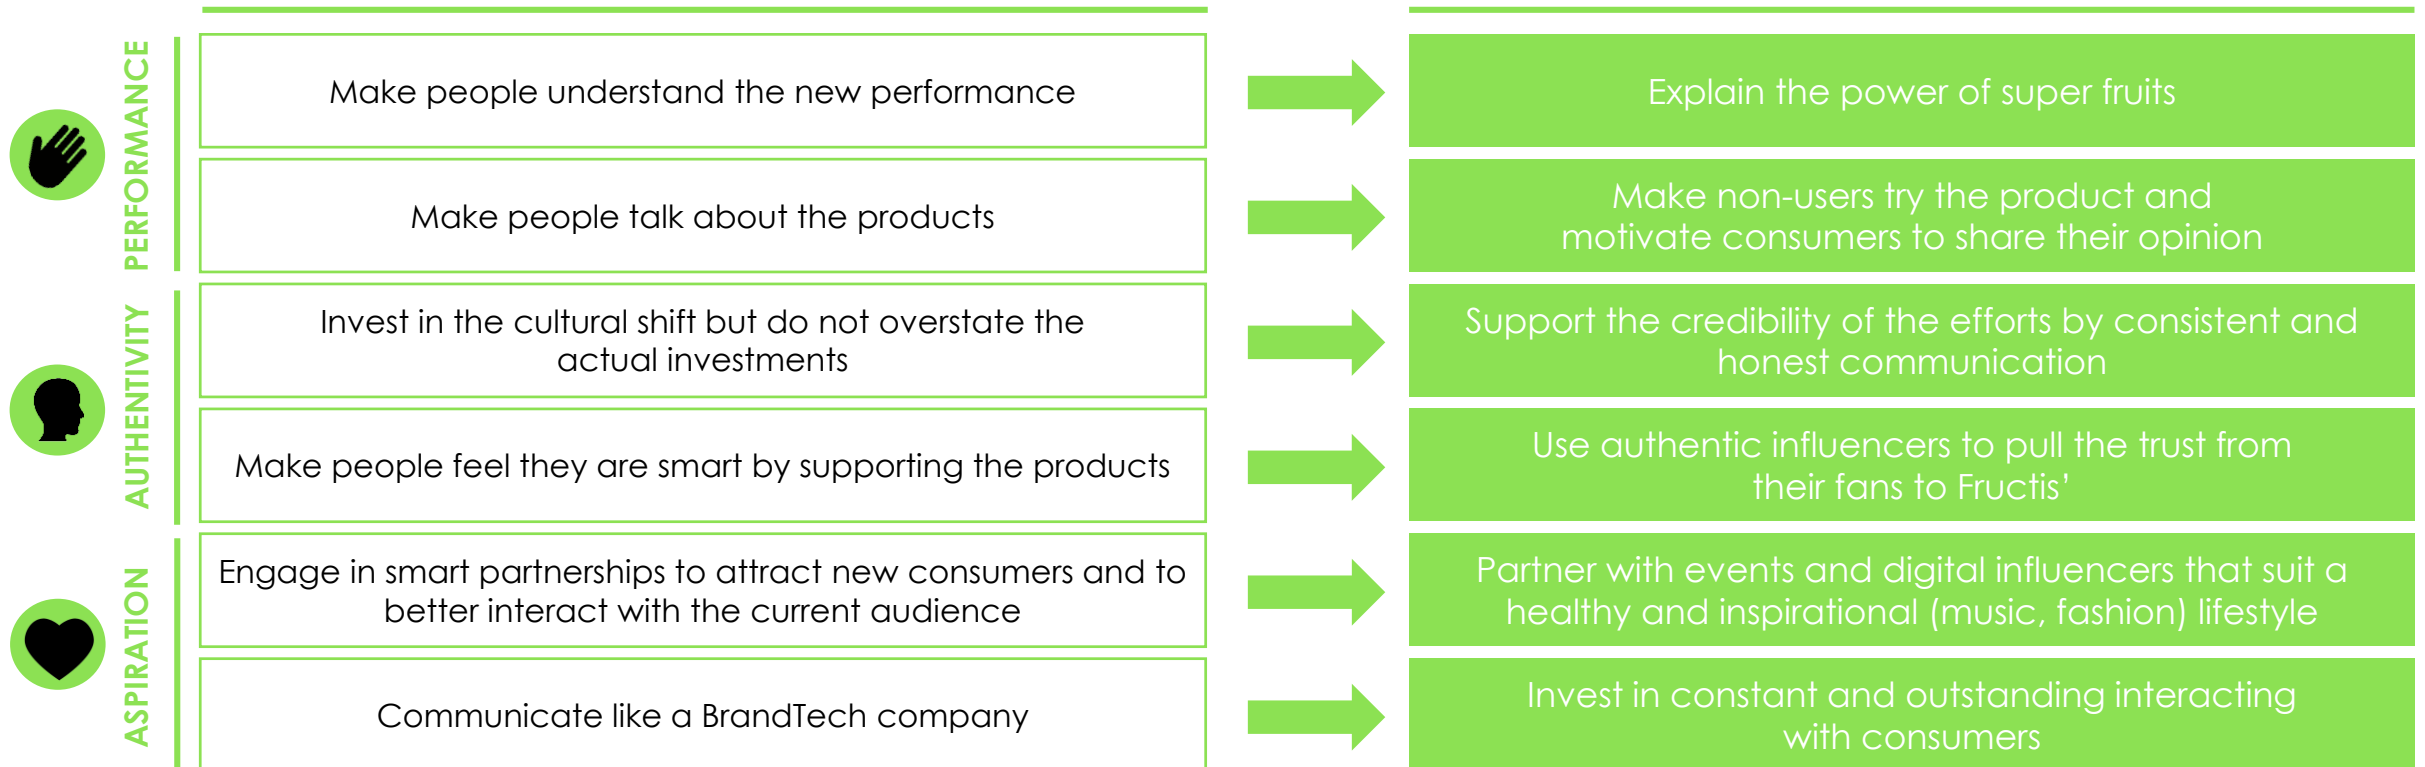 PERFORMANCE
Make people understand the new performance
Explain the power of super fruits
Make people talk about the products
Make non-users try the product and
motivate consumers to share their opinion
AUTHENTIVITY
Invest in the cultural shift but do not overstate the
actual investments
Support the credibility of the efforts by consistent and
honest communication
Make people feel they are smart by supporting the products
Use authentic influencers to pull the trust from
their fans to Fructis’
ASPIRATION
Engage in smart partnerships to attract new consumers and to
better interact with the current audience
Partner with events and digital influencers that suit a
healthy and inspirational (music, fashion) lifestyle
Communicate like a BrandTech company
Invest in constant and outstanding interacting
with consumers